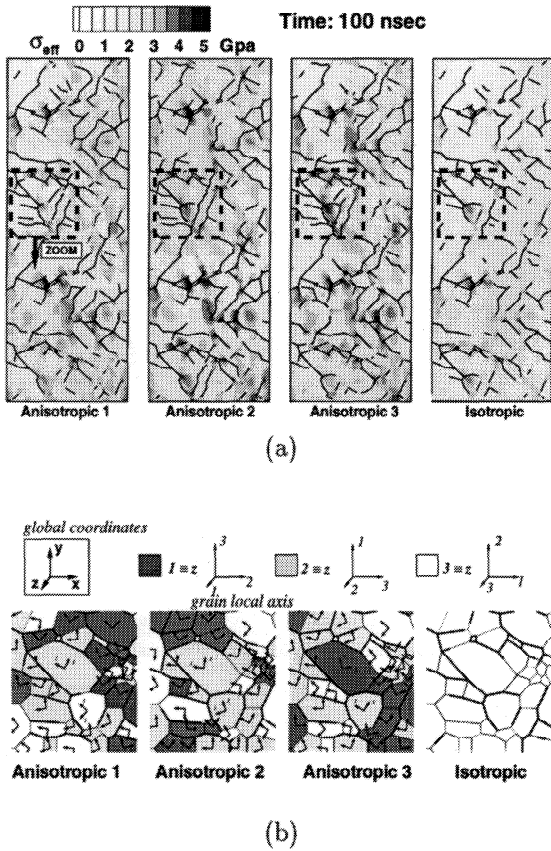 σeff 0 1 2 3 4 5 Gpa Time: 100 nsec
ZOOM
Anisotropic 1 Anisotropic 2 Anisotropic 3 Isotropic
(a)
global coordinates
y z x
1 ≡ z 3 1 2
2 ≡ z 1 2 3
3 ≡ z 2 3 1
grain local axis
Anisotropic 1 Anisotropic 2 Anisotropic 3 Isotropic
(b)